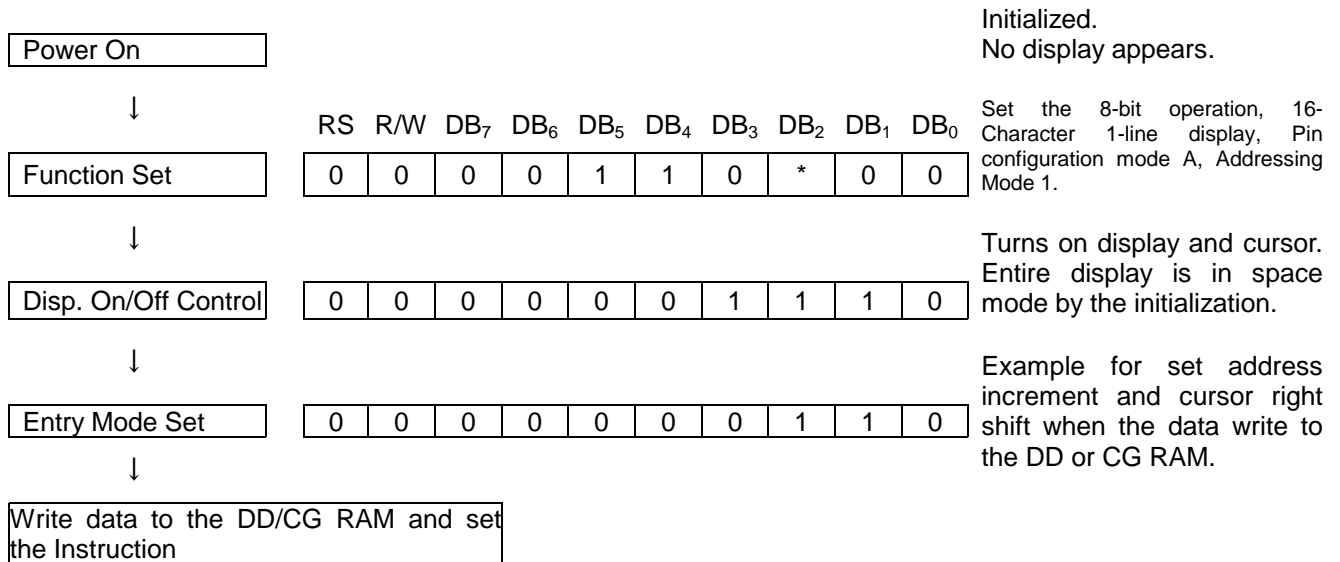 Initialized.
Power On
No display appears.
↓
RS R/W DB₇ DB₆ DB₅ DB₄ DB₃ DB₂ DB₁ DB₀
Set the 8-bit operation, 16-
Character 1-line display, Pin
configuration mode A, Addressing
Mode 1.
Function Set
0 0 0 0 1 1 0 * 0 0
↓
Turns on display and cursor.
Entire display is in space
mode by the initialization.
Disp. On/Off Control
0 0 0 0 0 0 1 1 1 0
↓
Example for set address
increment and cursor right
shift when the data write to
the DD or CG RAM.
Entry Mode Set
0 0 0 0 0 0 0 1 1 0
↓
Write data to the DD/CG RAM and set
the Instruction